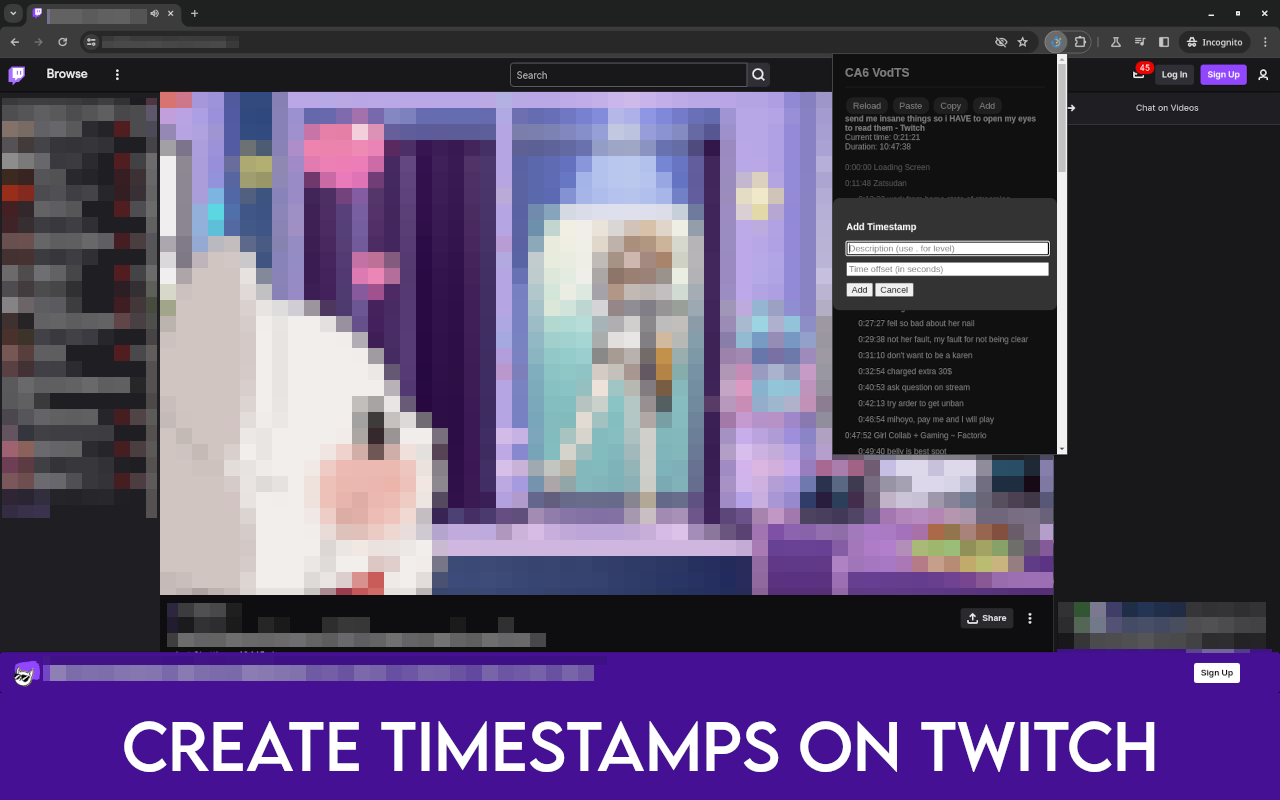 Incognito
Browse
Search
45
Log In
Sign Up
Chat on Videos
CA6 VodTS
Reload
Paste
Copy
Add
send me insane things so i HAVE to open my eyes
to read them - Twitch
Current time: 0:21:21
Duration: 10:47:38
0:00:00 Loading Screen
0:11:48 Zatsudan
Add Timestamp
Description (use . for level)
Time offset (in seconds)
Add
Cancel
0:27:27 fell so bad about her nail
0:29:38 not her fault, my fault for not being clear
0:31:10 don't want to be a karen
0:32:54 charged extra 30$
0:40:53 ask question on stream
0:42:13 try arder to get unban
0:46:54 mihoyo, pay me and I will play
0:47:52 Girl Collab + Gaming ~ Factorio
0:49:40 belly is best spot
Share
Sign Up
CREATE TIMESTAMPS ON TWITCH